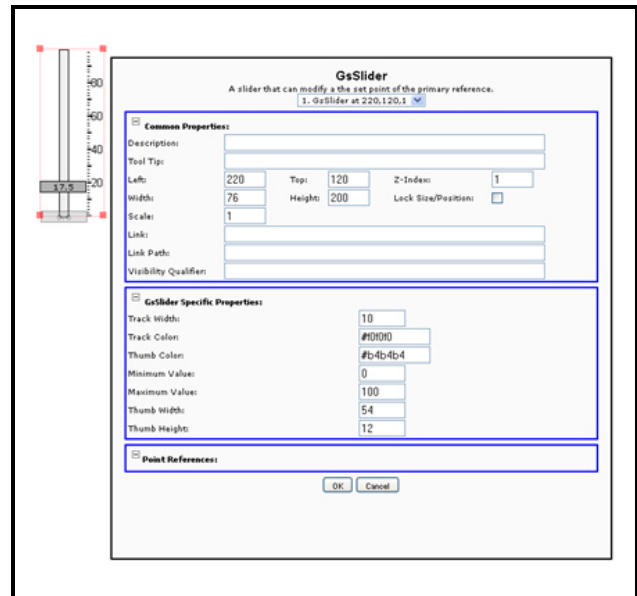 80
60
40
20
17.5
GsSlider
A slider that can modify a the set point of the primary reference.
1. GsSlider at 220,120,1
Common Properties:
Description:
Tool Tip:
Left: 220 Top: 120 Z-Index: 1
Width: 76 Height: 200 Lock Size/Position:
Scale: 1
Link:
Link Path:
Visibility Qualifier:
GsSlider Specific Properties:
Track Width: 10
Track Color: #f0f0f0
Thumb Color: #b4b4b4
Minimum Value: 0
Maximum Value: 100
Thumb Width: 54
Thumb Height: 12
Point References:
OK Cancel